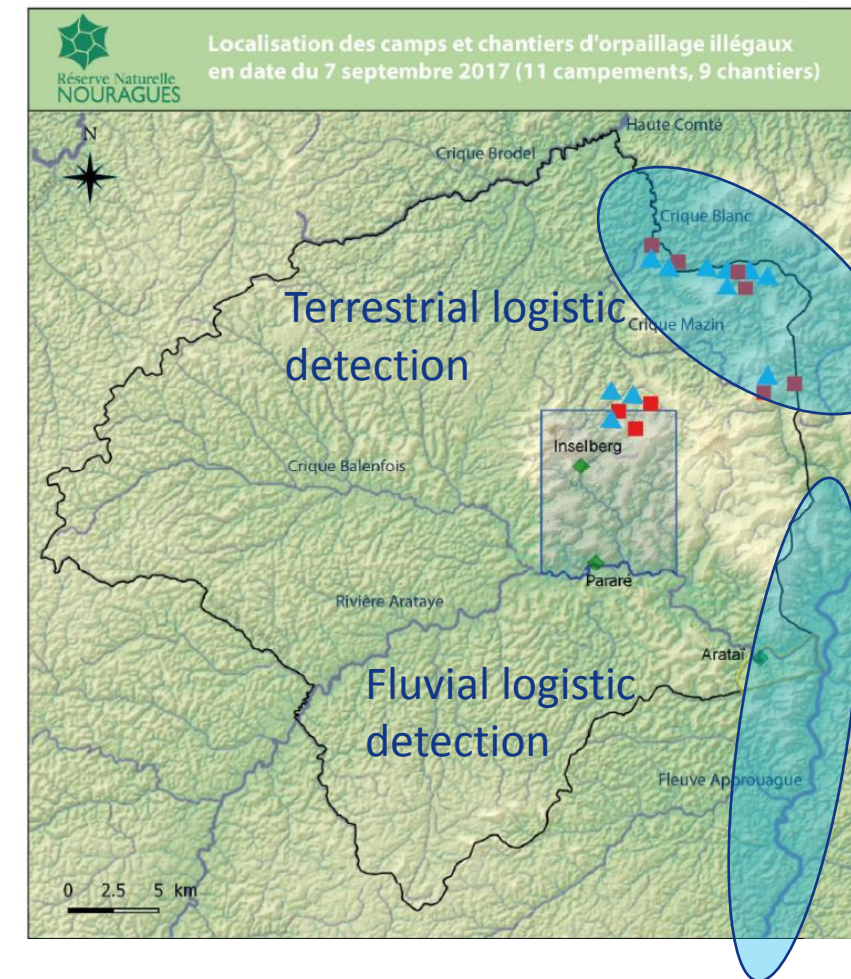 Réserve Naturelle
NOURAGUES
Localisation des camps et chantiers d'orpaillage illégaux
en date du 7 septembre 2017 (11 campements, 9 chantiers)
N
Haute Comté
Crique Brodel
Crique Blanc
Terrestrial logistic
detection
Crique Mazin
Inselberg
Crique Balenfois
Pararé
Rivière Arataye
Arataï
Fluvial logistic
detection
Fleuve Approuague
0 2.5 5 km